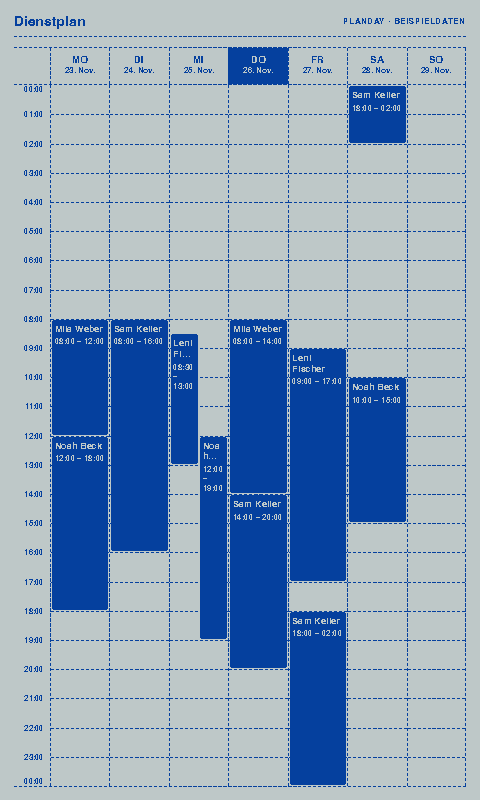 Dienstplan
PLANDAY · BEISPIELDATEN
MO
23. Nov.
DI
24. Nov.
MI
25. Nov.
DO
26. Nov.
FR
27. Nov.
SA
28. Nov.
SO
29. Nov.
00:00
01:00
02:00
03:00
04:00
05:00
06:00
07:00
08:00
09:00
10:00
11:00
12:00
13:00
14:00
15:00
16:00
17:00
18:00
19:00
20:00
21:00
22:00
23:00
00:00
Mila Weber
08:00 – 12:00
Noah Beck
12:00 – 18:00
Sam Keller
08:00 – 16:00
Leni
Fi...
08:30
–
13:00
Noa
h...
12:00
–
19:00
Mila Weber
08:00 – 14:00
Sam Keller
14:00 – 20:00
Leni
Fischer
09:00 – 17:00
Sam Keller
18:00 – 02:00
Sam Keller
18:00 – 02:00
Noah Beck
10:00 – 15:00